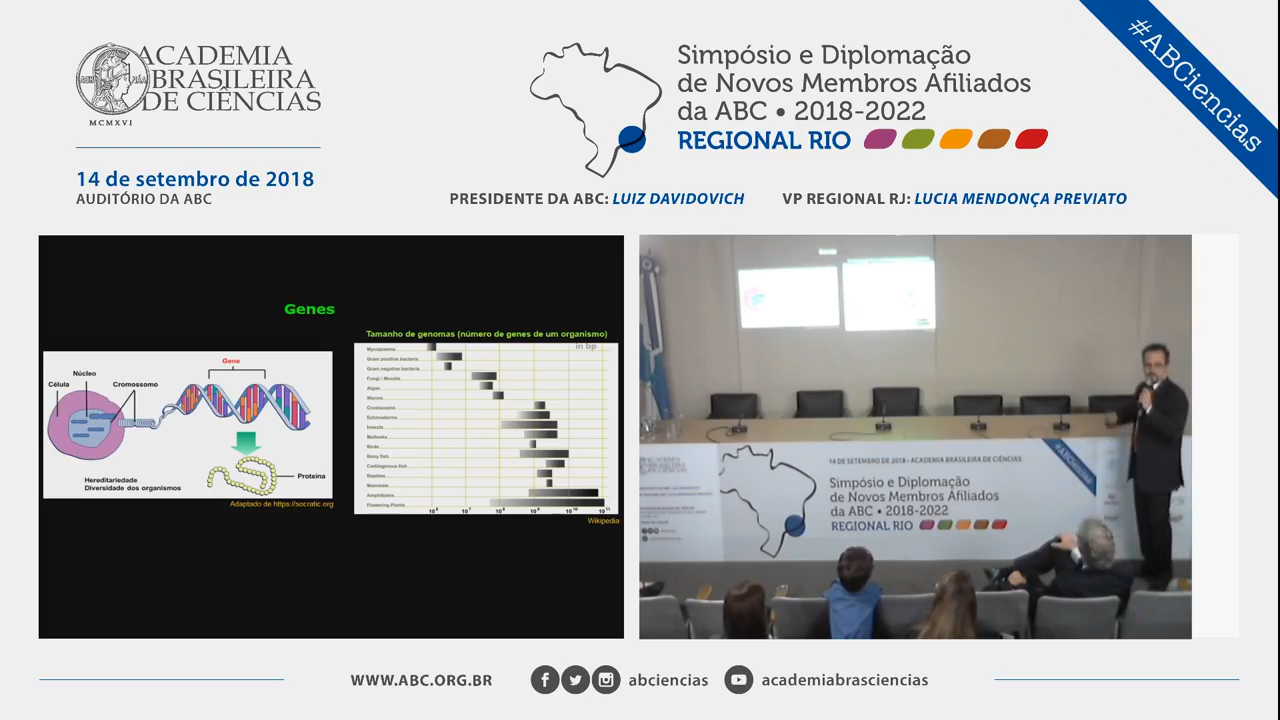 ACADEMIA
BRASILEIRA
DE CIÊNCIAS
MCMXVI
14 de setembro de 2018
AUDITÓRIO DA ABC
Simpósio e Diplomação
de Novos Membros Afiliados
da ABC • 2018-2022
REGIONAL RIO
#ABCiencias
PRESIDENTE DA ABC: LUIZ DAVIDOVICH
VP REGIONAL RJ: LUCIA MENDONÇA PREVIATO
Genes
Gene
Núcleo
Célula
Cromossomo
Proteína
Hereditariedade
Diversidade dos organismos
Adaptado de https://socratic.org
Tamanho de genomas (número de genes de um organismo)
in bp
Mycoplasma
Gram positive bacteria
Gram negative bacteria
Fungi / Moulds
Algae
Worms
Crustaceans
Echinoderms
Insects
Mollusks
Birds
Bony fish
Cartilaginous fish
Reptiles
Mammals
Amphibians
Flowering Plants
10⁶ 10⁷ 10⁸ 10⁹ 10¹⁰ 10¹¹
Wikipedia
14 DE SETEMBRO DE 2018 • ACADEMIA BRASILEIRA DE CIÊNCIAS
Simpósio e Diplomação
de Novos Membros Afiliados
da ABC • 2018-2022
REGIONAL RIO
WWW.ABC.ORG.BR
abciencias
academiabrasciencias